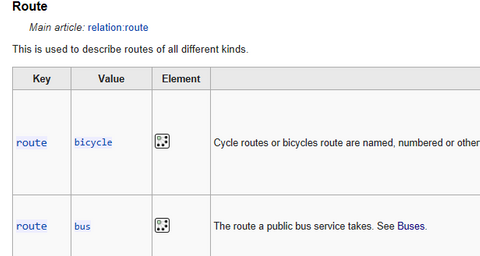 Route
Main article: relation:route
This is used to describe routes of all different kinds.
Key Value Element
route bicycle Cycle routes or bicycles route are named, numbered or other
route bus The route a public bus service takes. See Buses.